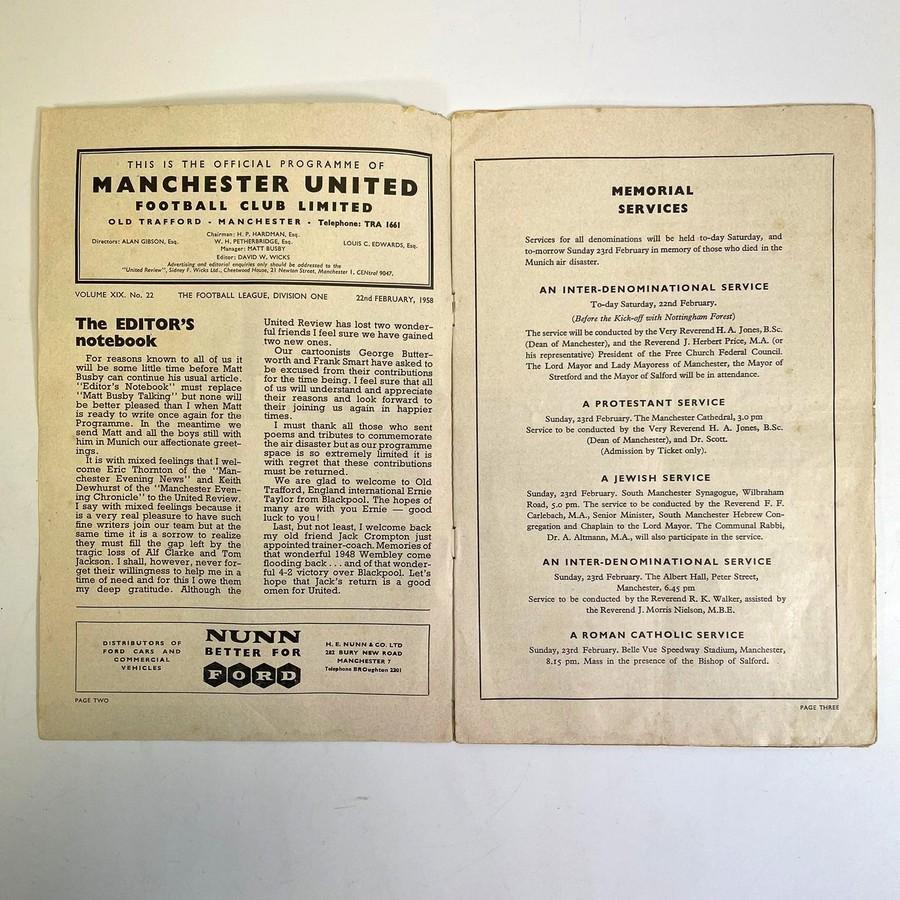 THIS IS THE OFFICIAL PROGRAMME OF
MANCHESTER UNITED
FOOTBALL CLUB LIMITED
OLD TRAFFORD - MANCHESTER - Telephone: TRA 1661
Chairman: H. P. HARDMAN, Esq.
Directors: ALAN GIBSON, Esq. W. H. PETHERBRIDGE, Esq. LOUIS C. EDWARDS, Esq.
Manager: MATT BUSBY
Editor: DAVID W. WICKS
Advertising and editorial enquiries only should be addressed to the
"United Review", Sidney F. Wicks Ltd., Cheetwood House, 21 Newton Street, Manchester 1. CENtral 9047.
VOLUME XIX. No. 22 THE FOOTBALL LEAGUE, DIVISION ONE 22nd FEBRUARY, 1958
The EDITOR'S
notebook
For reasons known to all of us it
will be some little time before Matt
Busby can continue his usual article.
"Editor's Notebook" must replace
"Matt Busby Talking" but none will
be better pleased than I when Matt
is ready to write once again for the
Programme. In the meantime we
send Matt and all the boys still with
him in Munich our affectionate greet-
ings.
It is with mixed feelings that I wel-
come Eric Thornton of the "Man-
chester Evening News" and Keith
Dewhurst of the "Manchester Even-
ing Chronicle" to the United Review.
I say with mixed feelings because it
is a very real pleasure to have such
fine writers join our team but at the
same time it is a sorrow to realize
they must fill the gap left by the
tragic loss of Alf Clarke and Tom
Jackson. I shall, however, never for-
get their willingness to help me in a
time of need and for this I owe them
my deep gratitude. Although the
United Review has lost two wonder-
ful friends I feel sure we have gained
two new ones.
Our cartoonists George Butter-
worth and Frank Smart have asked to
be excused from their contributions
for the time being. I feel sure that all
of us will understand and appreciate
their reasons and look forward to
their joining us again in happier
times.
I must thank all those who sent
poems and tributes to commemorate
the air disaster but as our programme
space is so extremely limited it is
with regret that these contributions
must be returned.
We are glad to welcome to Old
Trafford, England international Ernie
Taylor from Blackpool. The hopes of
many are with you Ernie — good
luck to you!
Last, but not least, I welcome back
my old friend Jack Crompton just
appointed trainer-coach. Memories of
that wonderful 1948 Wembley come
flooding back . . . and of that wonder-
ful 4-2 victory over Blackpool. Let's
hope that Jack's return is a good
omen for United.
DISTRIBUTORS OF
FORD CARS AND
COMMERCIAL
VEHICLES
NUNN
BETTER FOR
FORD
H. E. NUNN & CO. LTD
282 BURY NEW ROAD
MANCHESTER 7
Telephone BROughton 2201
PAGE TWO
MEMORIAL
SERVICES
Services for all denominations will be held to-day Saturday, and
to-morrow Sunday 23rd February in memory of those who died in the
Munich air disaster.
AN INTER-DENOMINATIONAL SERVICE
To-day Saturday, 22nd February.
(Before the Kick-off with Nottingham Forest)
The service will be conducted by the Very Reverend H. A. Jones, B.Sc.
(Dean of Manchester), and the Reverend J. Herbert Price, M.A. (or
his representative) President of the Free Church Federal Council.
The Lord Mayor and Lady Mayoress of Manchester, the Mayor of
Stretford and the Mayor of Salford will be in attendance.
A PROTESTANT SERVICE
Sunday, 23rd February. The Manchester Cathedral, 3.0 pm
Service to be conducted by the Very Reverend H. A. Jones, B.Sc.
(Dean of Manchester), and Dr. Scott.
(Admission by Ticket only).
A JEWISH SERVICE
Sunday, 23rd February. South Manchester Synagogue, Wilbraham
Road, 5.0 pm. The service to be conducted by the Reverend F. F.
Carlebach, M.A., Senior Minister, South Manchester Hebrew Con-
gregation and Chaplain to the Lord Mayor. The Communal Rabbi,
Dr. A. Altmann, M.A., will also participate in the service.
AN INTER-DENOMINATIONAL SERVICE
Sunday, 23rd February. The Albert Hall, Peter Street,
Manchester, 6.45 pm
Service to be conducted by the Reverend R. K. Walker, assisted by
the Reverend J. Morris Nielson, M.B.E.
A ROMAN CATHOLIC SERVICE
Sunday, 23rd February. Belle Vue Speedway Stadium, Manchester,
8.15 pm. Mass in the presence of the Bishop of Salford.
PAGE THREE